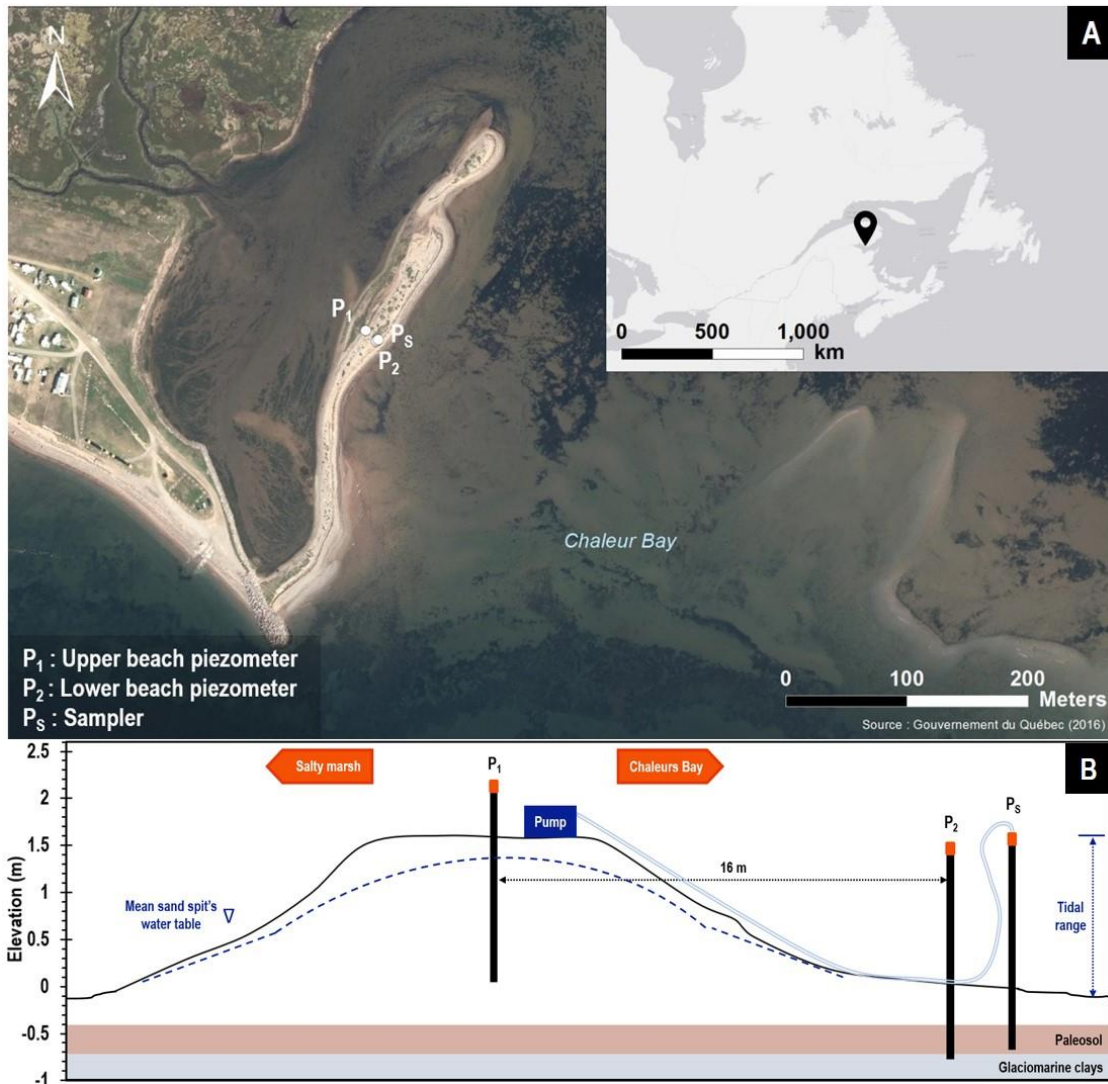 N
A
0 500 1,000
km
P1
PS
P2
Chaleur Bay
P1 : Upper beach piezometer
P2 : Lower beach piezometer
PS : Sampler
0 100 200
Meters
Source : Gouvernement du Québec (2016)
B
Elevation (m)
2.5
2
1.5
1
0.5
0
-0.5
-1
Salty marsh
P1
Chaleurs Bay
Pump
P2
PS
16 m
Mean sand spit's
water table
Tidal
range
Paleosol
Glaciomarine clays